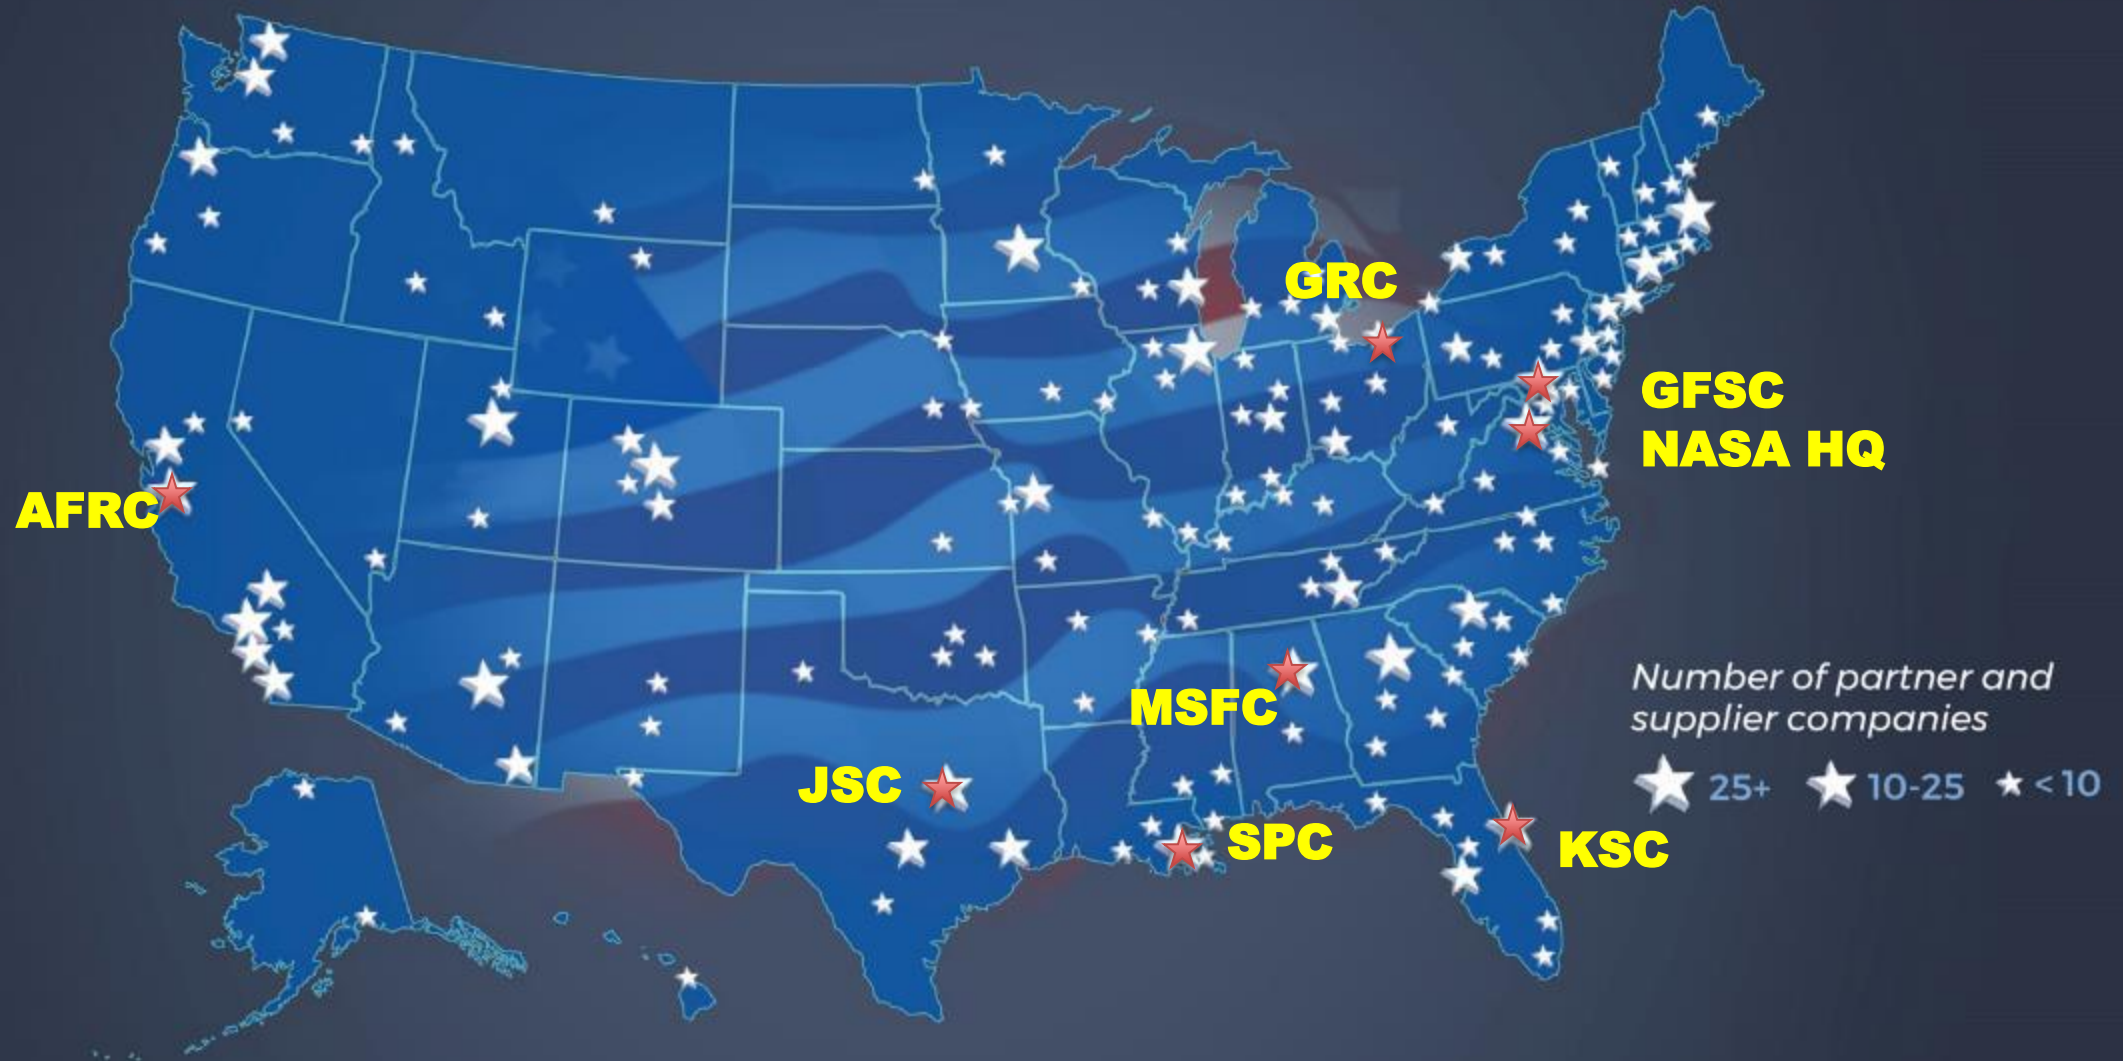 GRC
GFSC
NASA HQ
AFRC
Number of partner and
supplier companies
MSFC
25+ 10-25 <10
JSC
SPC
KSC